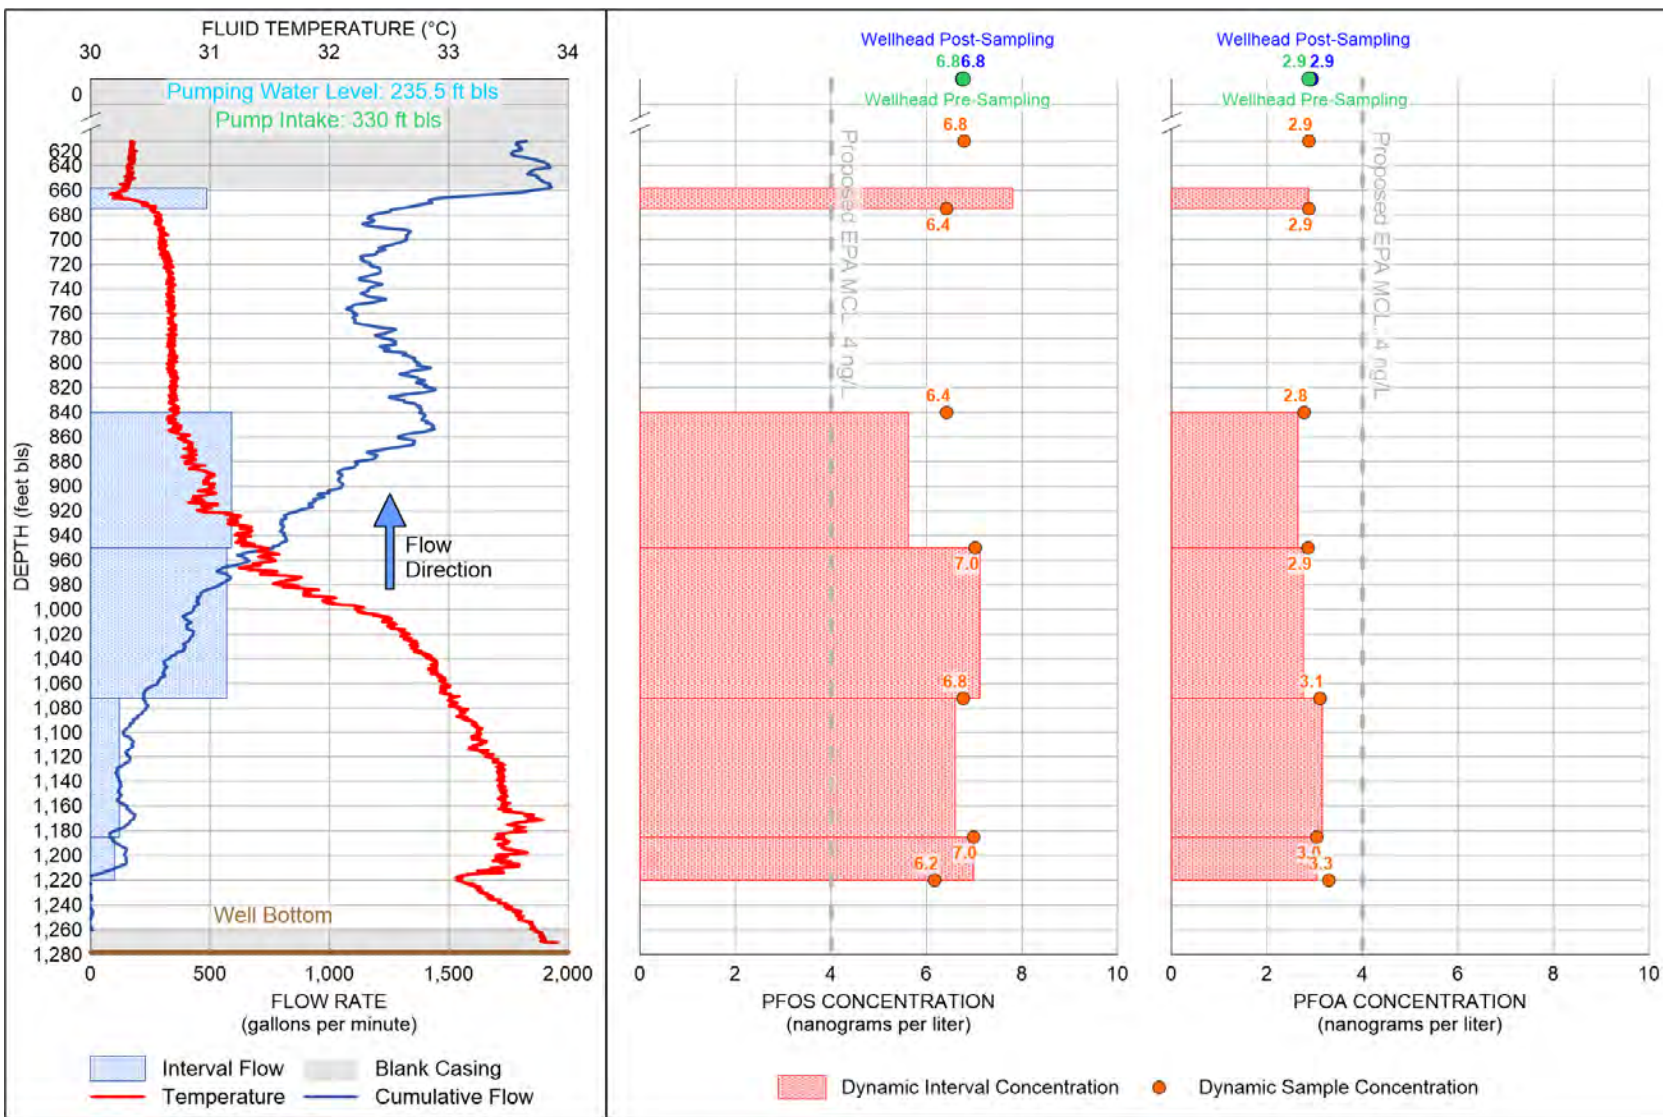 FLUID TEMPERATURE (°C)
30 31 32 33 34
Pumping Water Level: 235.5 ft bls
Pump Intake: 330 ft bls
DEPTH (feet bls)
0
620
640
660
680
700
720
740
760
780
800
820
840
860
880
900
920
940
960
980
1,000
1,020
1,040
1,060
1,080
1,100
1,120
1,140
1,160
1,180
1,200
1,220
1,240
1,260
1,280
Flow
Direction
Well Bottom
0 500 1,000 1,500 2,000
FLOW RATE
(gallons per minute)
Interval Flow
Blank Casing
Temperature
Cumulative Flow
Wellhead Post-Sampling
6.8 6.8
Wellhead Pre-Sampling
6.8
6.4
6.4
7.0
6.8
7.0
6.2
Proposed EPA MCL: 4 ng/L
0 2 4 6 8 10
PFOS CONCENTRATION
(nanograms per liter)
Wellhead Post-Sampling
2.9 2.9
Wellhead Pre-Sampling
2.9
2.9
2.8
2.9
3.1
3.0
3.3
Proposed EPA MCL: 4 ng/L
0 2 4 6 8 10
PFOA CONCENTRATION
(nanograms per liter)
Dynamic Interval Concentration
Dynamic Sample Concentration